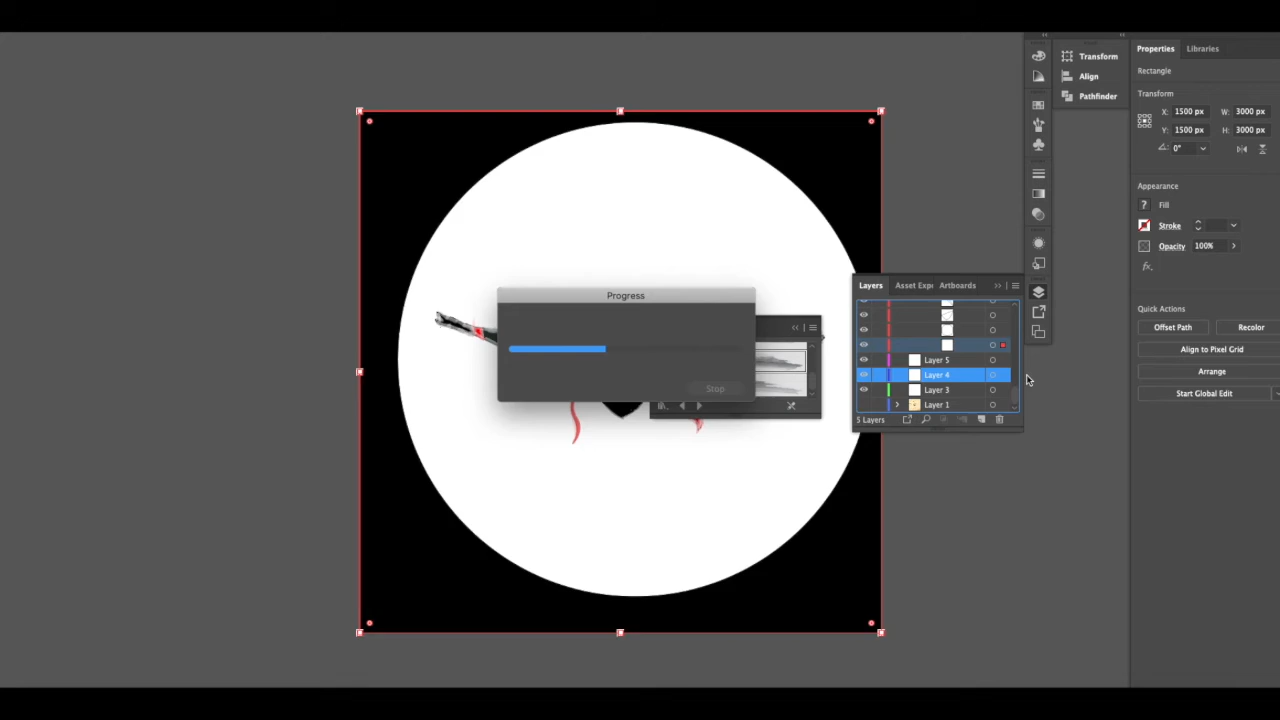 Properties
Libraries
Transform
Align
Pathfinder
Rectangle
Transform
X: 1500 px
W: 3000 px
Y: 1500 px
H: 3000 px
0°
Appearance
?
Fill
Stroke
Opacity
100%
fx
Quick Actions
Offset Path
Recolor
Align to Pixel Grid
Arrange
Start Global Edit
Progress
Stop
Layers
Asset Expo
Artboards
Layer 5
Layer 4
Layer 3
Layer 1
5 Layers